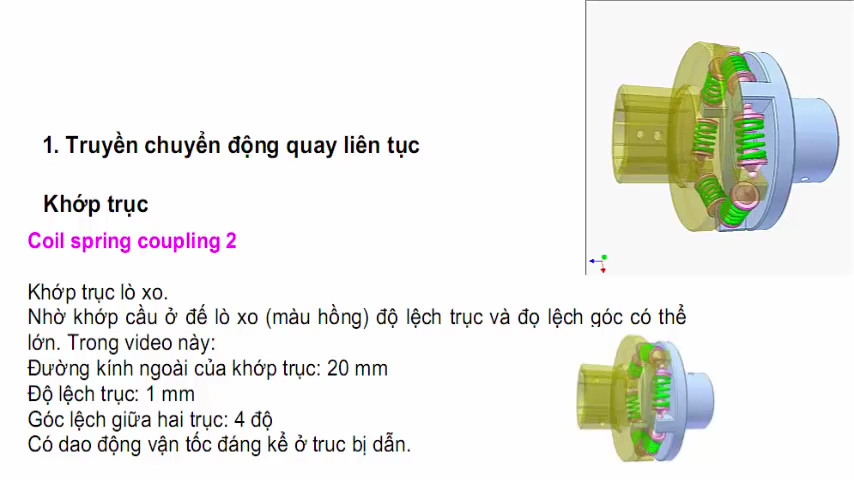 1. Truyền chuyển động quay liên tục
Khớp trục
Coil spring coupling 2
Khớp trục lò xo.
Nhờ khớp cầu ở đế lò xo (màu hồng) độ lệch trục và đọ lệch góc có thể
lớn. Trong video này:
Đường kính ngoài của khớp trục: 20 mm
Độ lệch trục: 1 mm
Góc lệch giữa hai trục: 4 độ
Có dao động vận tốc đáng kể ở truc bị dẫn.